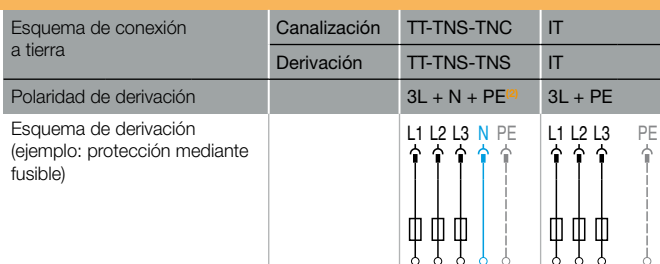 Esquema de conexión
a tierra
Canalización TT-TNS-TNC IT
Derivación TT-TNS-TNS IT
Polaridad de derivación 3L + N + PE 3L + PE
Esquema de derivación
(ejemplo: protección mediante
fusible)
L1 L2 L3 N PE L1 L2 L3 PE